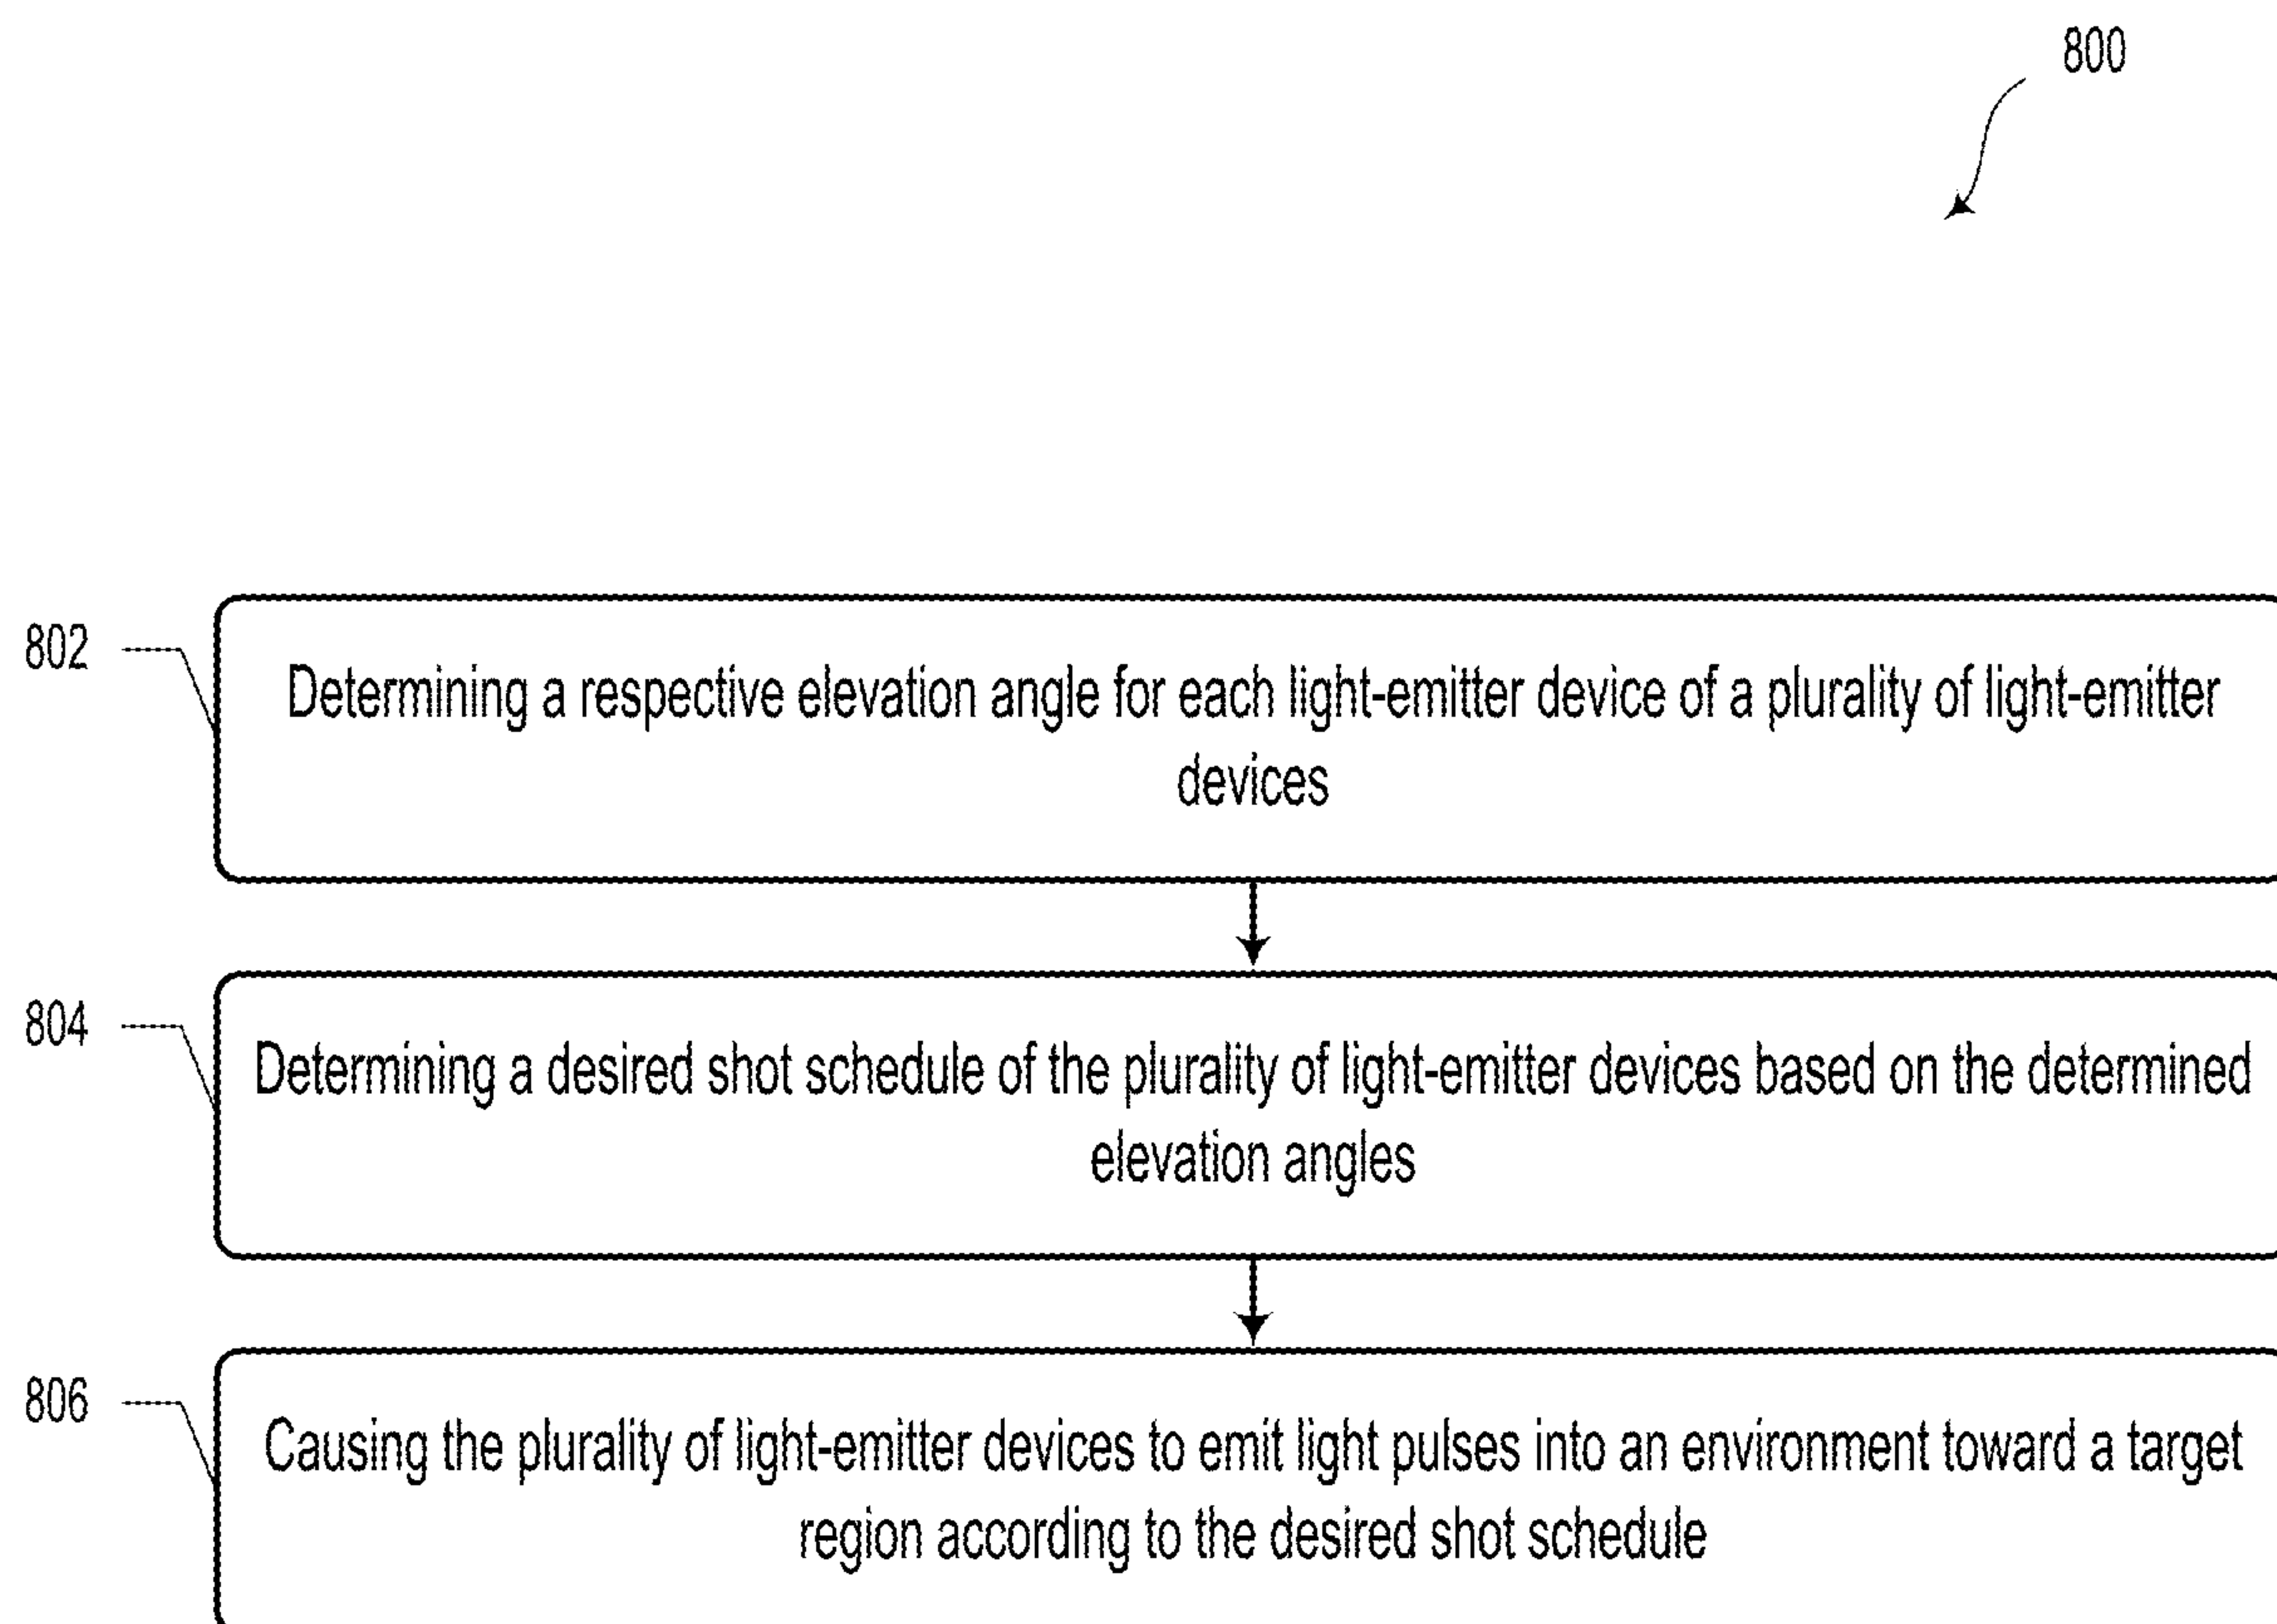 800
802
Determining a respective elevation angle for each light-emitter device of a plurality of light-emitter
devices
804
Determining a desired shot schedule of the plurality of light-emitter devices based on the determined
elevation angles
806
Causing the plurality of light-emitter devices to emit light pulses into an environment toward a target
region according to the desired shot schedule